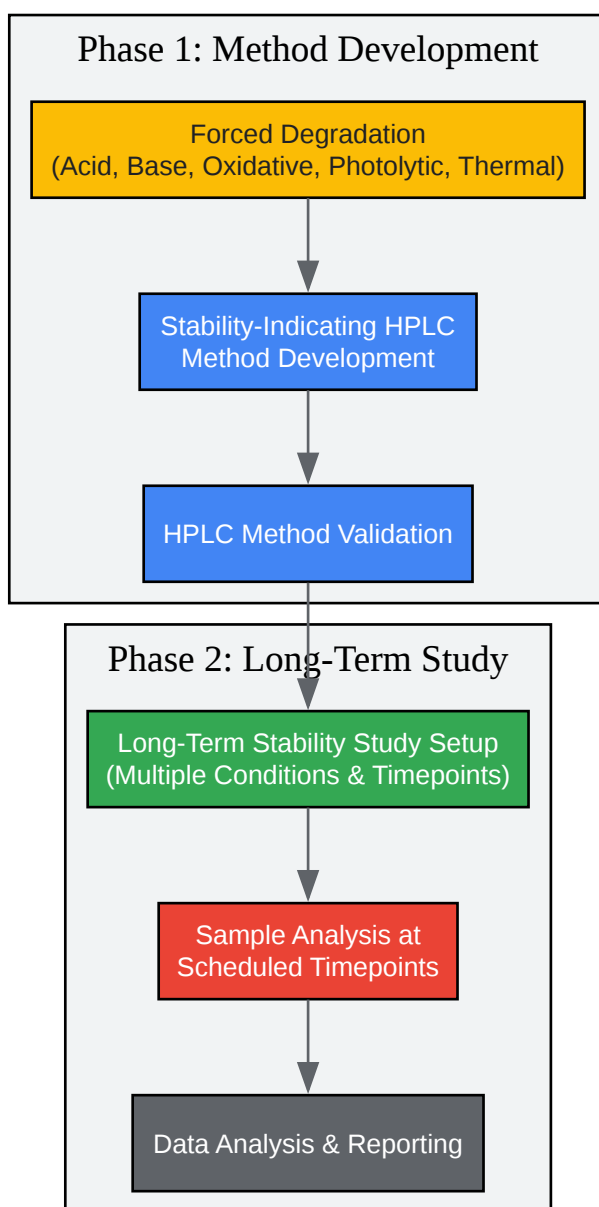 Phase 1: Method Development
Forced Degradation
(Acid, Base, Oxidative, Photolytic, Thermal)
Stability-Indicating HPLC
Method Development
HPLC Method Validation
Phase 2: Long-Term Study
Long-Term Stability Study Setup
(Multiple Conditions & Timepoints)
Sample Analysis at
Scheduled Timepoints
Data Analysis & Reporting